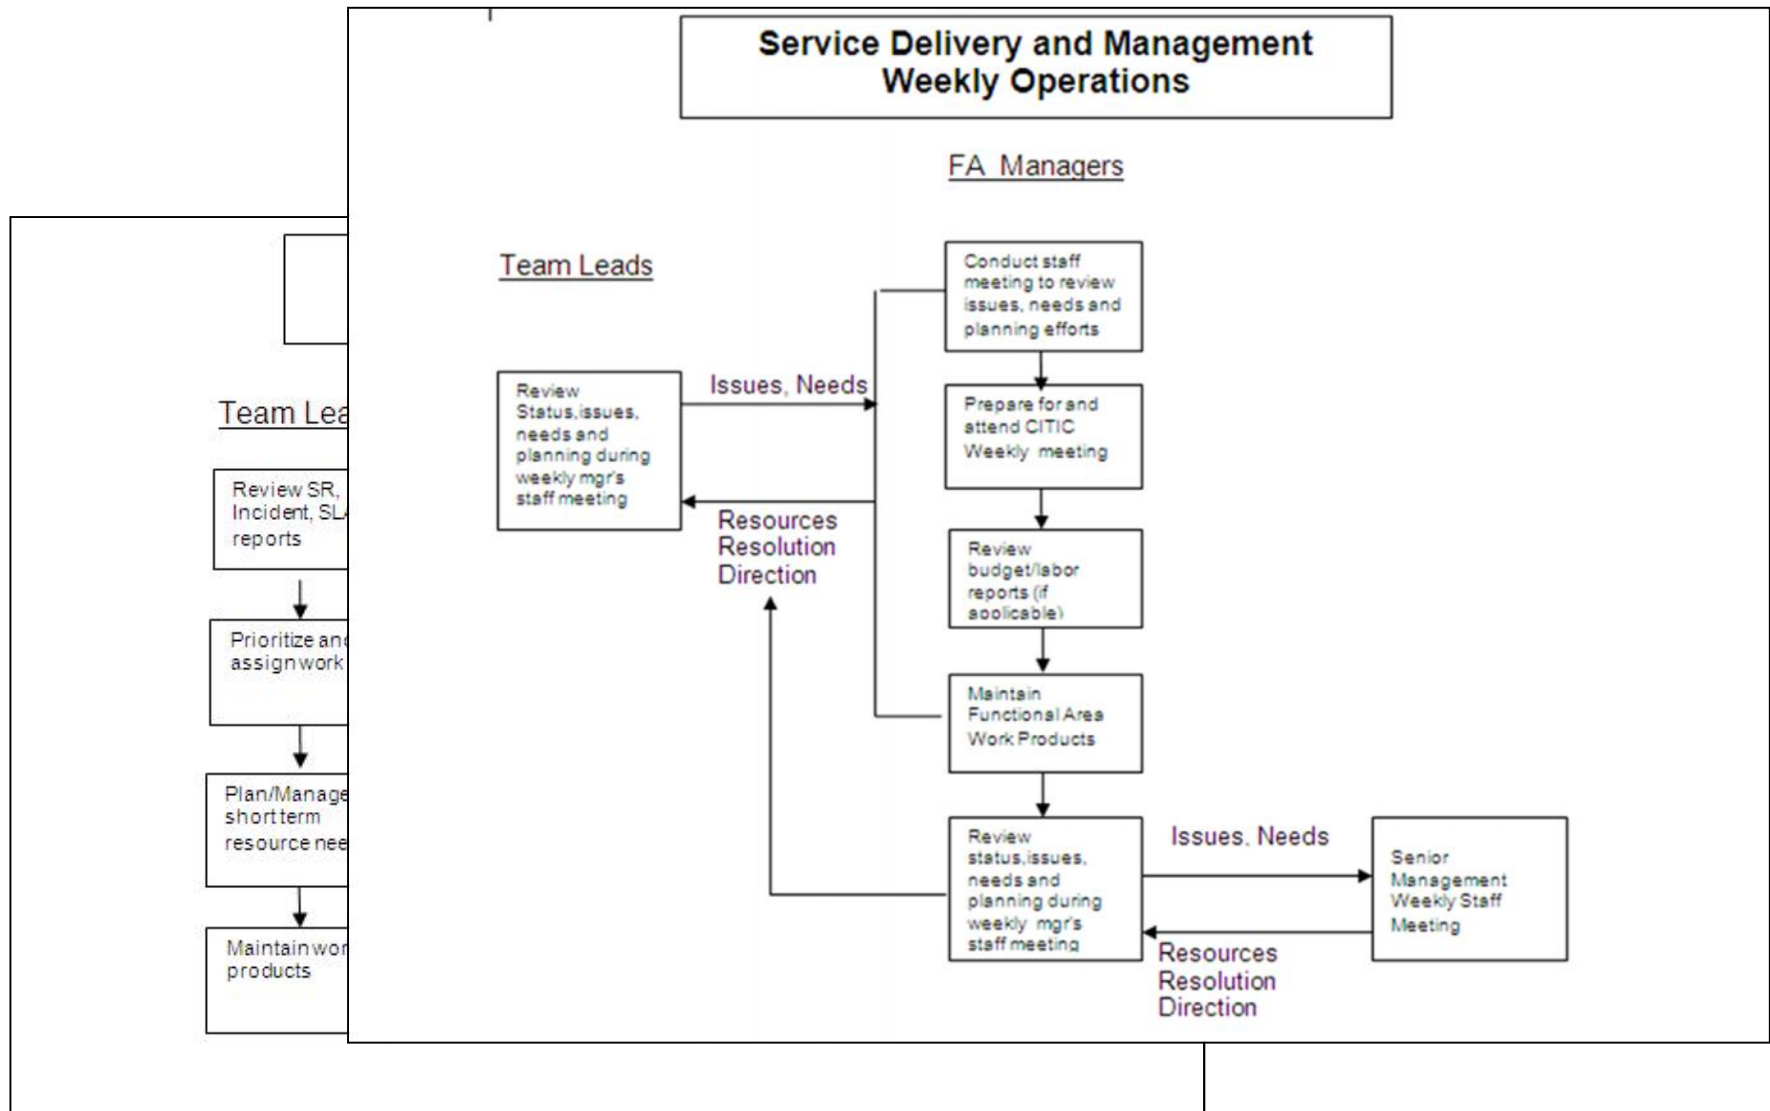 Service Delivery and Management
Weekly Operations
FA Managers
Team Leads
Conduct staff
meeting to review
issues, needs and
planning efforts
Issues, Needs
Review
Status,issues,
needs and
planning during
weekly mgr's
staff meeting
Prepare for and
attend CITIC
Weekly meeting
Resources
Resolution
Direction
Review
budget/labor
reports (if
applicable)
Maintain
Functional Area
Work Products
Review
status,issues,
needs and
planning during
weekly mgr's
staff meeting
Issues, Needs
Senior
Management
Weekly Staff
Meeting
Resources
Resolution
Direction
Team Lea
Review SR,
Incident, SLA
reports
Prioritize and
assign work
Plan/Manage
short term
resource nee
Maintain wor
products